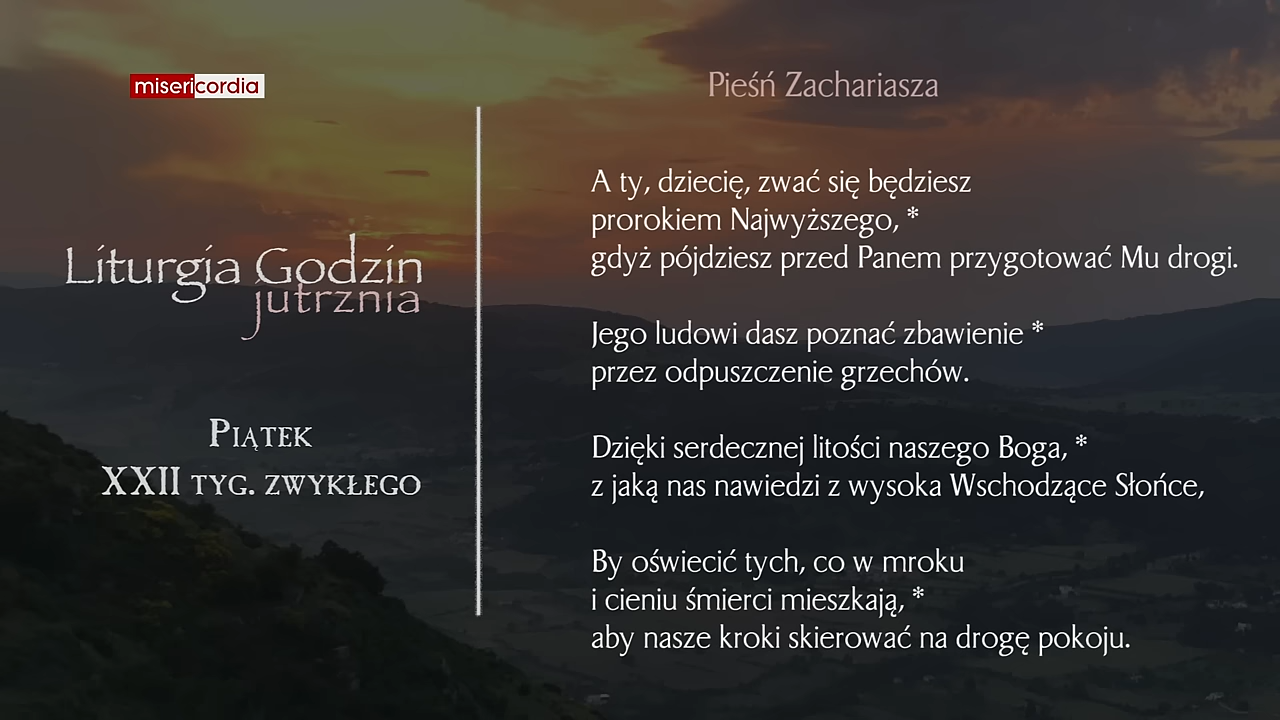 misericordia
Liturgia Godzin
jutrznia
Piątek
XXII tyg. zwykłego
Pieśń Zachariasza
A ty, dziecię, zwać się będziesz
prorokiem Najwyższego, *
gdyż pójdziesz przed Panem przygotować Mu drogi.
Jego ludowi dasz poznać zbawienie *
przez odpuszczenie grzechów.
Dzięki serdecznej litości naszego Boga, *
z jaką nas nawiedzi z wysoka Wschodzące Słońce,
By oświecić tych, co w mroku
i cieniu śmierci mieszkają, *
aby nasze kroki skierować na drogę pokoju.